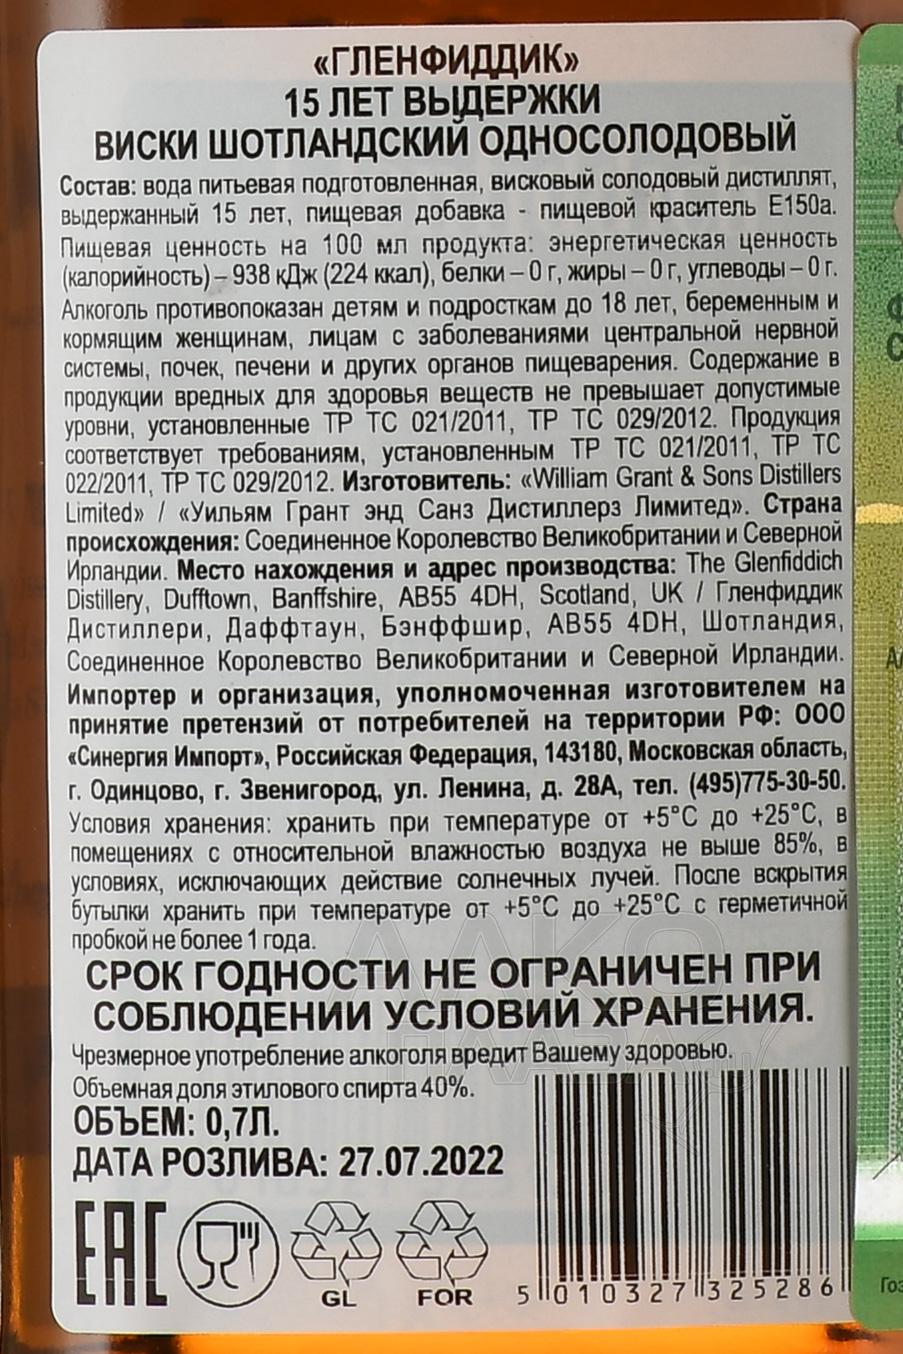 «ГЛЕНФИДДИК»
15 ЛЕТ ВЫДЕРЖКИ
ВИСКИ ШОТЛАНДСКИЙ ОДНОСОЛОДОВЫЙ
Состав: вода питьевая подготовленная, висковый солодовый дистиллят,
выдержанный 15 лет, пищевая добавка - пищевой краситель Е150а.
Пищевая ценность на 100 мл продукта: энергетическая ценность
(калорийность) – 938 кДж (224 ккал), белки – 0 г, жиры – 0 г, углеводы – 0 г.
Алкоголь противопоказан детям и подросткам до 18 лет, беременным и
кормящим женщинам, лицам с заболеваниями центральной нервной
системы, почек, печени и других органов пищеварения. Содержание в
продукции вредных для здоровья веществ не превышает допустимые
уровни, установленные ТР ТС 021/2011, ТР ТС 029/2012. Продукция
соответствует требованиям, установленным ТР ТС 021/2011, ТР ТС
022/2011, ТР ТС 029/2012. Изготовитель: «William Grant & Sons Distillers
Limited» / «Уильям Грант энд Санз Дистиллерз Лимитед». Страна
происхождения: Соединенное Королевство Великобритании и Северной
Ирландии. Место нахождения и адрес производства: The Glenfiddich
Distillery, Dufftown, Banffshire, AB55 4DH, Scotland, UK / Гленфиддик
Дистиллери, Даффтаун, Бэнффшир, AB55 4DH, Шотландия,
Соединенное Королевство Великобритании и Северной Ирландии.
Импортер и организация, уполномоченная изготовителем на
принятие претензий от потребителей на территории РФ: ООО
«Синергия Импорт», Российская Федерация, 143180, Московская область,
г. Одинцово, г. Звенигород, ул. Ленина, д. 28А, тел. (495)775-30-50.
Условия хранения: хранить при температуре от +5°С до +25°С, в
помещениях с относительной влажностью воздуха не выше 85%, в
условиях, исключающих действие солнечных лучей. После вскрытия
бутылки хранить при температуре от +5°С до +25°С с герметичной
пробкой не более 1 года.
СРОК ГОДНОСТИ НЕ ОГРАНИЧЕН ПРИ
СОБЛЮДЕНИИ УСЛОВИЙ ХРАНЕНИЯ.
Чрезмерное употребление алкоголя вредит Вашему здоровью.
Объемная доля этилового спирта 40%.
ОБЪЕМ: 0,7Л.
ДАТА РОЗЛИВА: 27.07.2022
EAC
GL FOR
5 010327 325286